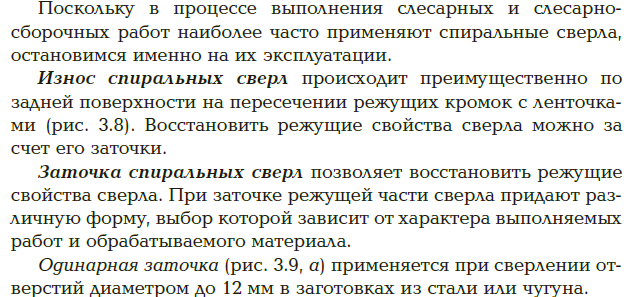 Поскольку в процессе выполнения слесарных и слесарно-
сборочных работ наиболее часто применяют спиральные сверла,
остановимся именно на их эксплуатации.
Износ спиральных сверл происходит преимущественно по
задней поверхности на пересечении режущих кромок с ленточка-
ми (рис. 3.8). Восстановить режущие свойства сверла можно за
счет его заточки.
Заточка спиральных сверл позволяет восстановить режущие
свойства сверла. При заточке режущей части сверла придают раз-
личную форму, выбор которой зависит от характера выполняемых
работ и обрабатываемого материала.
Одинарная заточка (рис. 3.9, а) применяется при сверлении от-
верстий диаметром до 12 мм в заготовках из стали или чугуна.